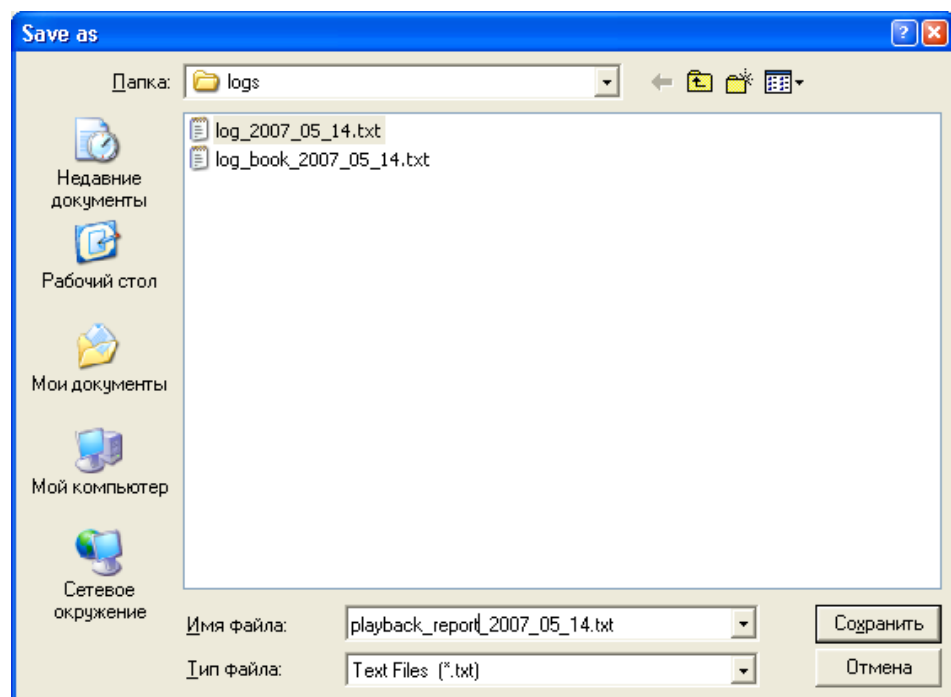 Save as
Папка:
logs
log_2007_05_14.txt
log_book_2007_05_14.txt
Недавние
документы
Рабочий стол
Мои документы
Мой компьютер
Сетевое
окружение
Имя файла:
playback_report_2007_05_14.txt
Сохранить
Тип файла:
Text Files (*.txt)
Отмена